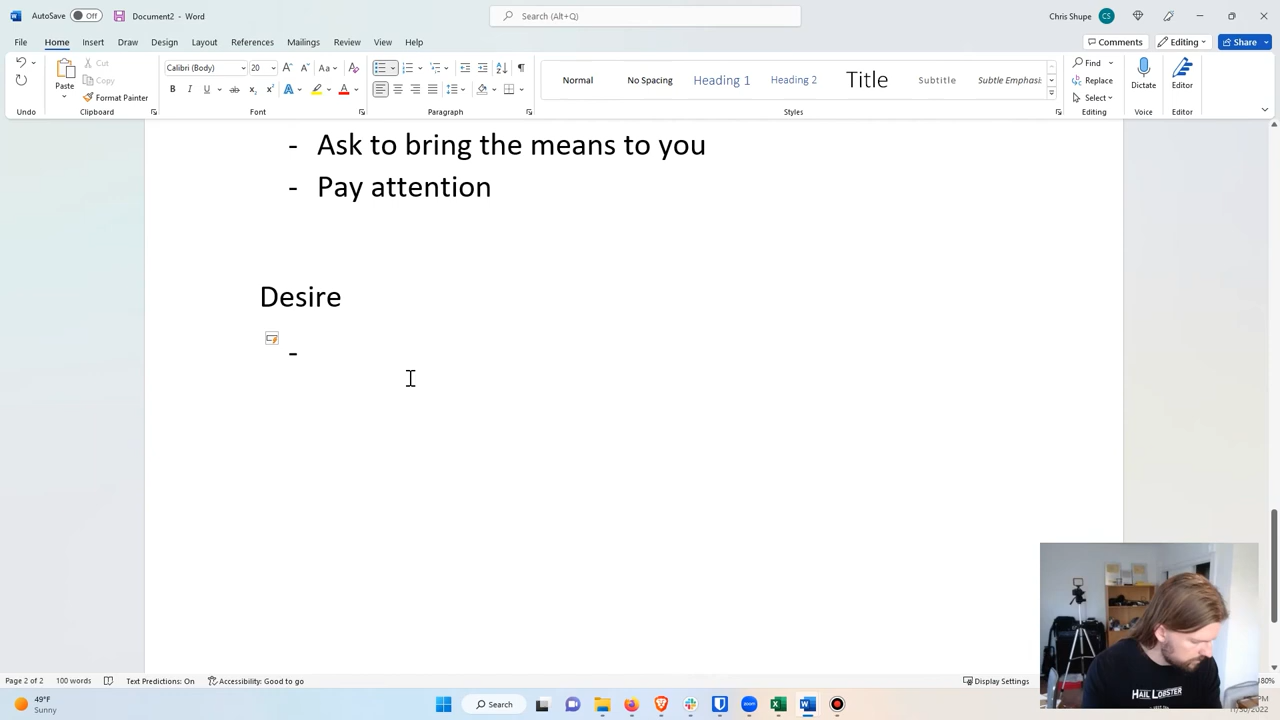 AutoSave
Off
Document2 - Word
Search (Alt+Q)
Chris Shupe
CS
File
Home
Insert
Draw
Design
Layout
References
Mailings
Review
View
Help
Comments
Editing
Share
Undo
Paste
Cut
Copy
Format Painter
Clipboard
Calibri (Body)
20
Font
Paragraph
Normal
No Spacing
Heading 1
Heading 2
Title
Subtitle
Subtle Emphasis
Styles
Find
Replace
Select
Editing
Dictate
Voice
Editor
Editor
- Ask to bring the means to you
- Pay attention
Desire
-
HAIL LOBSTER
Page 2 of 2
100 words
Text Predictions: On
Accessibility: Good to go
Display Settings
180%
49°F
Sunny
Search
11/30/2022